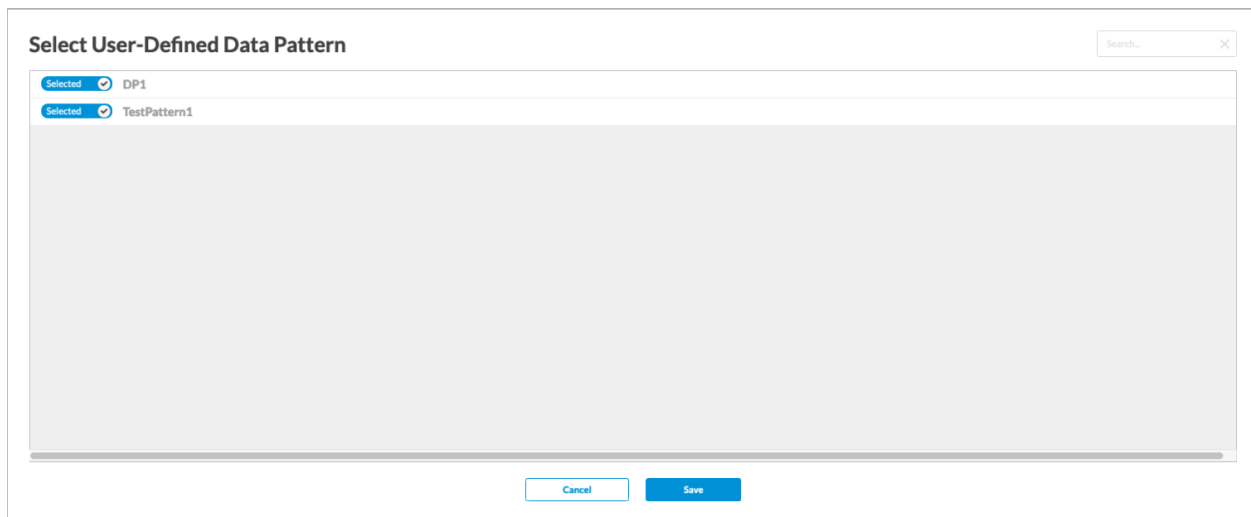 Select User-Defined Data Pattern
Search...
Selected DP1
Selected TestPattern1
Cancel Save